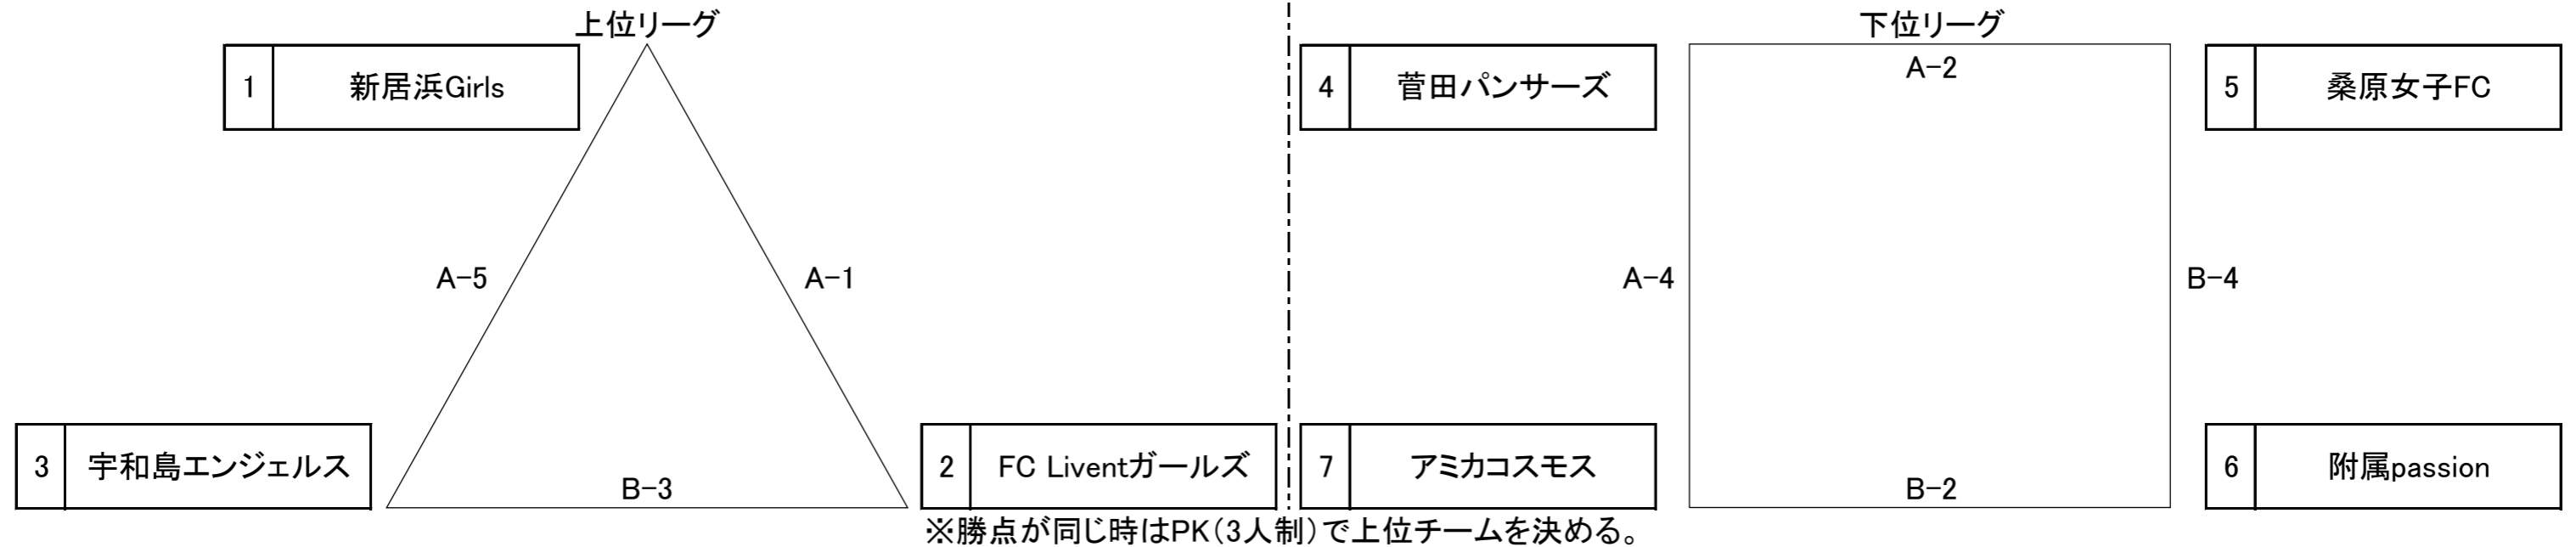 上位リーグ
下位リーグ
1 新居浜Girls
4 菅田パンサーズ
A-2
5 桑原女子FC
A-5
A-1
A-4
B-4
3 宇和島エンジェルス
B-3
2 FC Liventガールズ
7 アミカコスモス
B-2
6 附属passion
※勝点が同じ時はPK(3人制)で上位チームを決める。